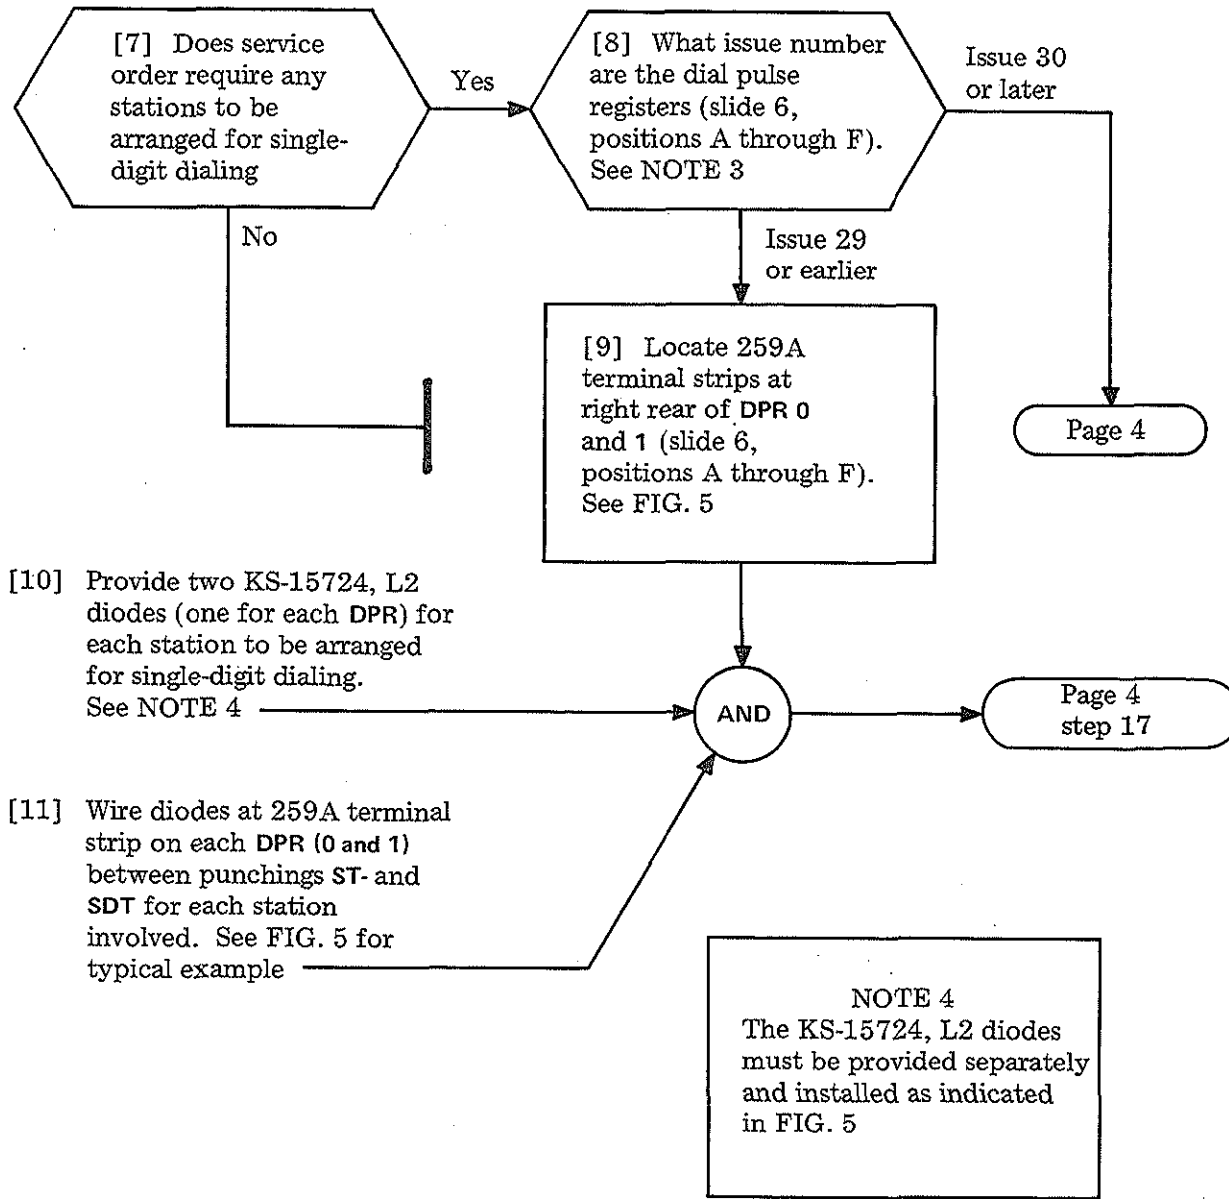 [7] Does service
order require any
stations to be
arranged for single-
digit dialing
Yes
No
[8] What issue number
are the dial pulse
registers (slide 6,
positions A through F).
See NOTE 3
Issue 30
or later
Page 4
Issue 29
or earlier
[9] Locate 259A
terminal strips at
right rear of DPR 0
and 1 (slide 6,
positions A through F).
See FIG. 5
[10] Provide two KS-15724, L2
diodes (one for each DPR) for
each station to be arranged
for single-digit dialing.
See NOTE 4
AND
Page 4
step 17
[11] Wire diodes at 259A terminal
strip on each DPR (0 and 1)
between punchings ST- and
SDT for each station
involved. See FIG. 5 for
typical example
NOTE 4
The KS-15724, L2 diodes
must be provided separately
and installed as indicated
in FIG. 5